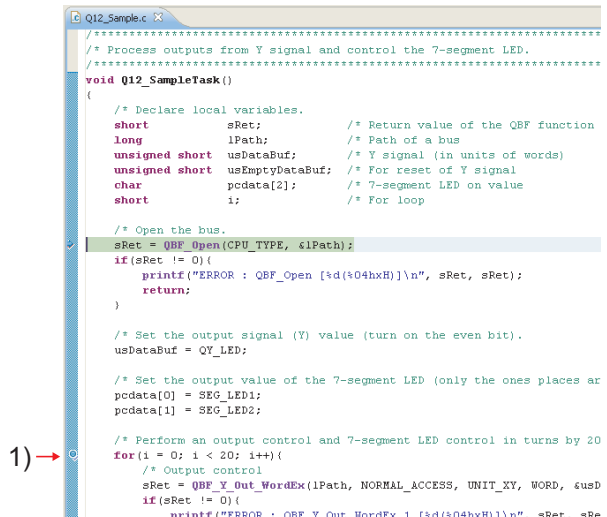 Q12_Sample.c
/*************************************************************************
/* Process outputs from Y signal and control the 7-segment LED.
/*************************************************************************
void Q12_SampleTask()
{
/* Declare local variables.
short sRet; /* Return value of the QBF function
long lPath; /* Path of a bus
unsigned short usDataBuf; /* Y signal (in units of words)
unsigned short usEmptyDataBuf; /* For reset of Y signal
char pcdata[2]; /* 7-segment LED on value
short i; /* For loop
/* Open the bus.
sRet = QBF_Open(CPU_TYPE, &lPath);
if(sRet != 0){
printf("ERROR : QBF_Open [%d(%04hxH)]\n", sRet, sRet);
return;
}
/* Set the output signal (Y) value (turn on the even bit).
usDataBuf = QY_LED;
/* Set the output value of the 7-segment LED (only the ones places ar
pcdata[0] = SEG_LED1;
pcdata[1] = SEG_LED2;
/* Perform an output control and 7-segment LED control in turns by 20
1) for(i = 0; i < 20; i++){
/* Output control
sRet = QBF_Y_Out_WordEx(lPath, NORMAL_ACCESS, UNIT_XY, WORD, &usD
if(sRet != 0){
printf("ERROR : QBF_Y_Out_WordEx 1 [%d(%04hxH)]\n", sRet, sRe